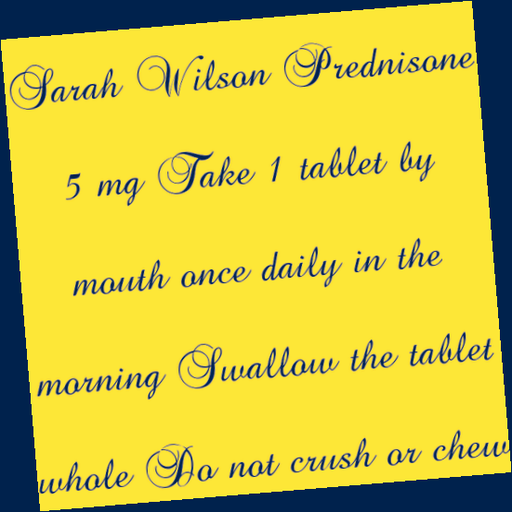 Sarah Wilson Prednisone
5 mg Take 1 tablet by
mouth once daily in the
morning Swallow the tablet
whole Do not crush or chew